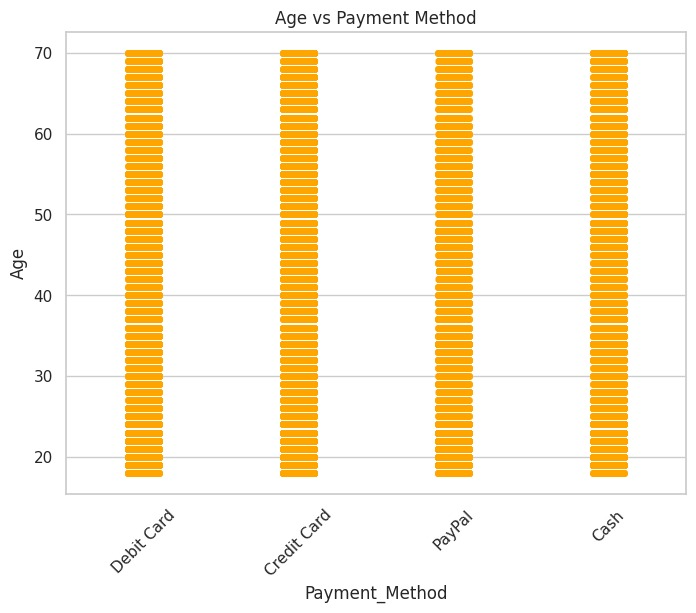 Age vs Payment Method
70
60
50
40
30
20
Age
Debit Card
Credit Card
PayPal
Cash
Payment_Method